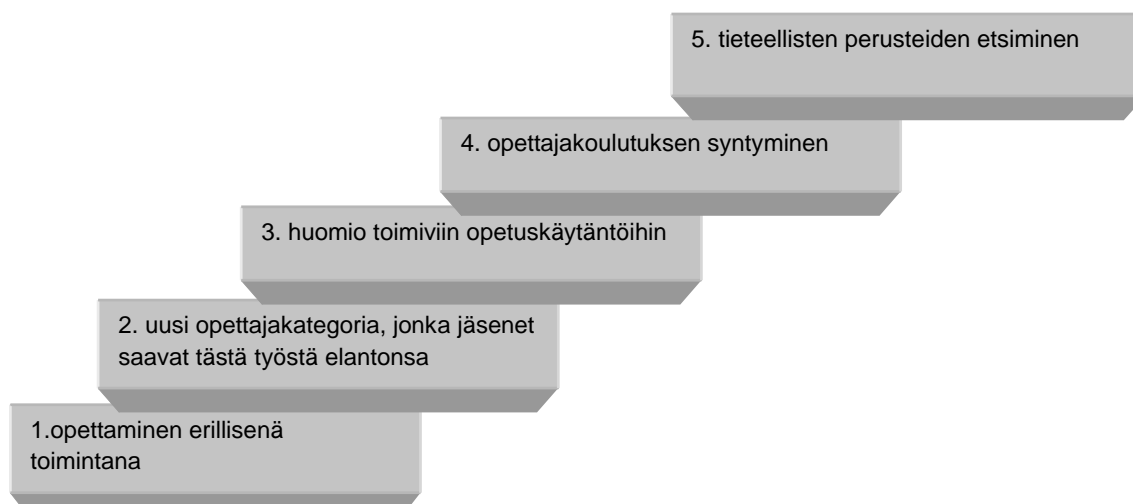 5. tieteellisten perusteiden etsiminen
4. opettajakoulutuksen syntyminen
3. huomio toimiviin opetuskäytäntöihin
2. uusi opettajakategoria, jonka jäsenet
saavat tästä työstä elantonsa
1.opettaminen erillisenä
toimintana